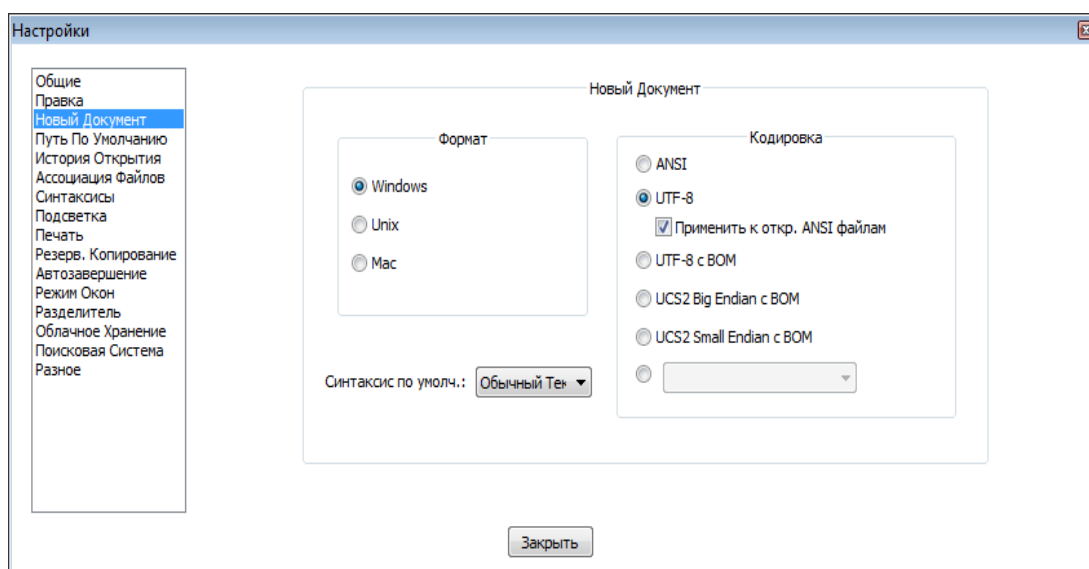 Настройки
Общие
Правка
Новый Документ
Путь По Умолчанию
История Открытия
Ассоциация Файлов
Синтаксисы
Подсветка
Печать
Резерв. Копирование
Автозавершение
Режим Окон
Разделитель
Облачное Хранение
Поисковая Система
Разное
Новый Документ
Формат
Windows
Unix
Mac
Синтаксис по умолч.: Обычный Тек
Кодировка
ANSI
UTF-8
Применить к откр. ANSI файлам
UTF-8 с BOM
UCS2 Big Endian с BOM
UCS2 Small Endian с BOM
Закрыть